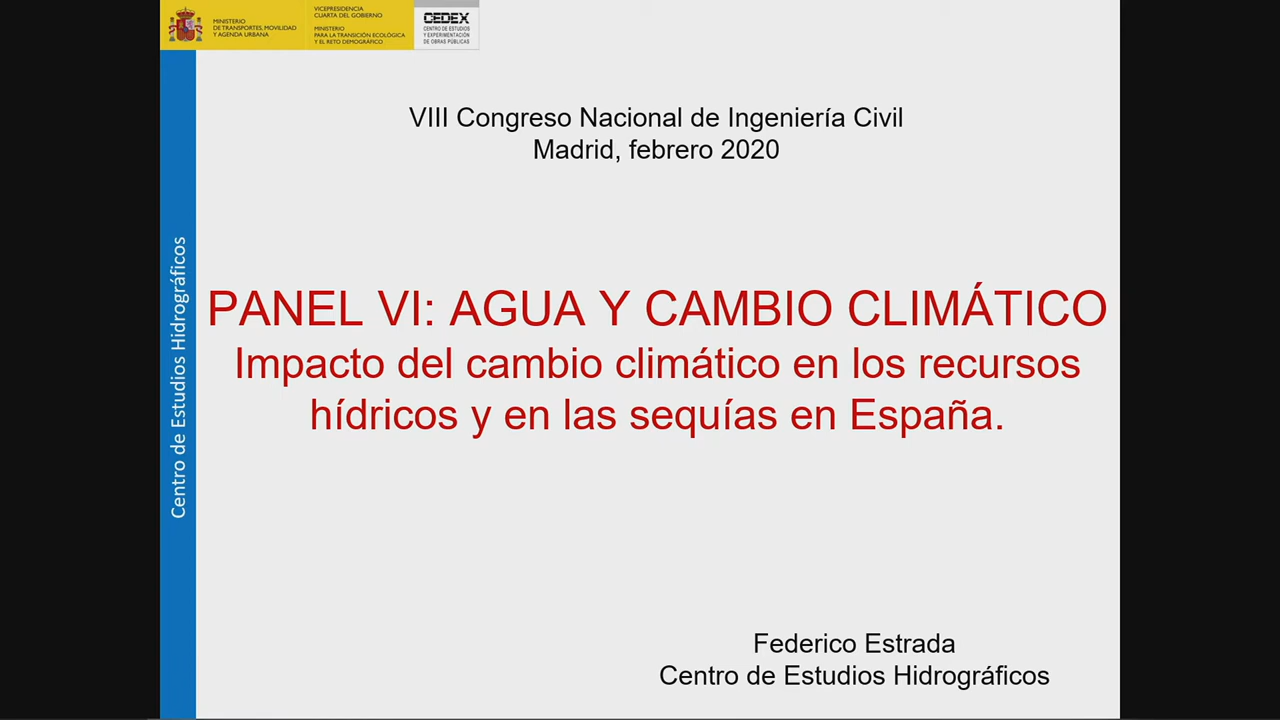 MINISTERIO
DE TRANSPORTES, MOVILIDAD
Y AGENDA URBANA
VICEPRESIDENCIA
CUARTA DEL GOBIERNO
MINISTERIO
PARA LA TRANSICIÓN ECOLÓGICA
Y EL RETO DEMOGRÁFICO
CEDEX
CENTRO DE ESTUDIOS
Y EXPERIMENTACIÓN
DE OBRAS PÚBLICAS
Centro de Estudios Hidrográficos
VIII Congreso Nacional de Ingeniería Civil
Madrid, febrero 2020
PANEL VI: AGUA Y CAMBIO CLIMÁTICO
Impacto del cambio climático en los recursos
hídricos y en las sequías en España.
Federico Estrada
Centro de Estudios Hidrográficos